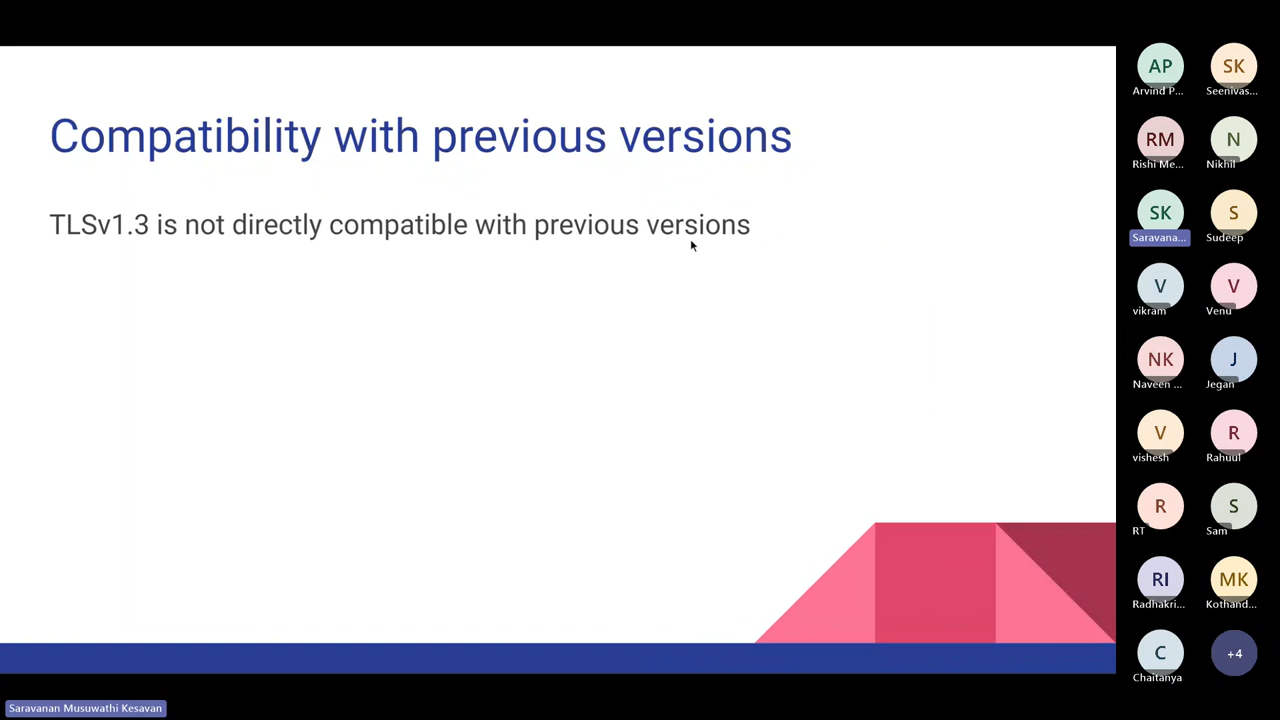 Compatibility with previous versions
TLSv1.3 is not directly compatible with previous versions
AP
SK
Arvind P...
Seenivas...
RM
N
Rishi Me...
Nikhil
SK
S
Saravana...
Sudeep
V
V
vikram
Venu
NK
J
Naveen ...
Jegan
V
R
vishesh
Rahuul
R
S
RT
Sam
RI
MK
Radhakri...
Kothand...
C
+4
Chaitanya
Saravanan Musuwathi Kesavan